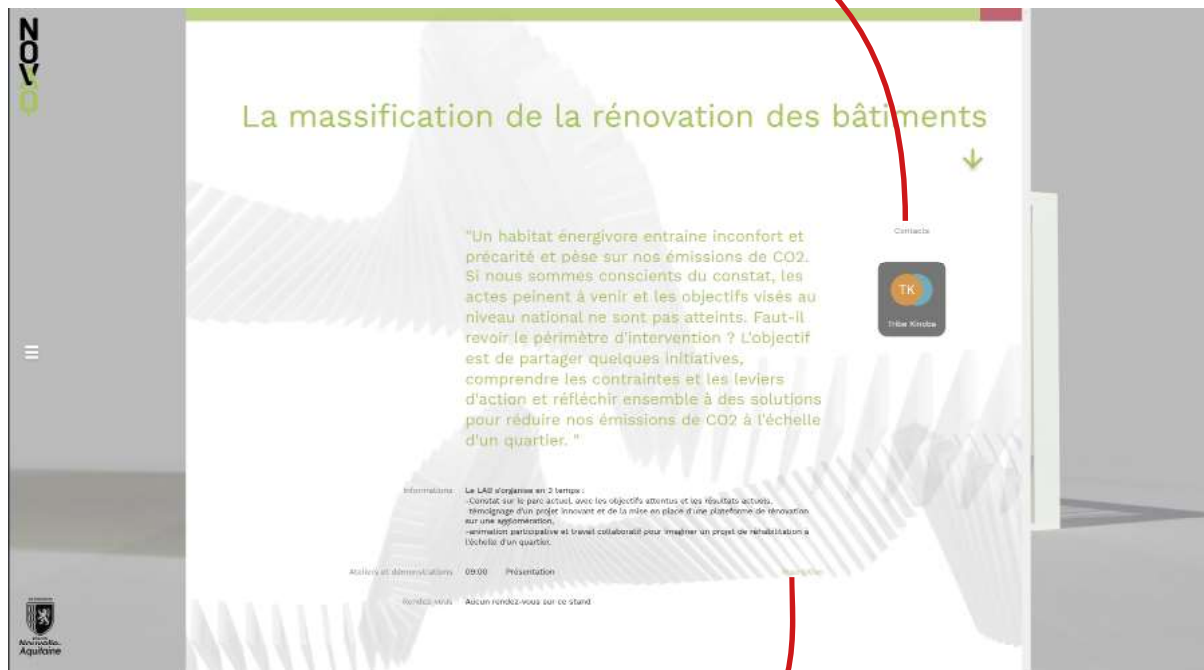 NOV
AQ
La massification de la rénovation des bâtiments
"Un habitat énergivore entraine inconfort et
précarité et pèse sur nos émissions de CO2.
Si nous sommes conscients du constat, les
actes peinent à venir et les objectifs visés au
niveau national ne sont pas atteints. Faut-il
revoir le périmètre d'intervention ? L'objectif
est de partager quelques initiatives,
comprendre les contraintes et les leviers
d'action et réfléchir ensemble à des solutions
pour réduire nos émissions de CO2 à l'échelle
d'un quartier. "
Contacts
TK
Tribe Kinoba
Informations
Le LAB s'organise en 3 temps :
-Constat sur le parc actuel, avec les objectifs attentus et les résultats actuels,
-témoignage d'un projet innovant et de la mise en place d'une plateforme de rénovation
sur une agglomération,
-animation participative et travail collaboratif pour imaginer un projet de réhabilitation à
l'échelle d'un quartier.
Ateliers et démonstrations 09:00 Présentation Inscription
Rendez-vous Aucun rendez-vous sur ce stand
Nouvelle-
Aquitaine